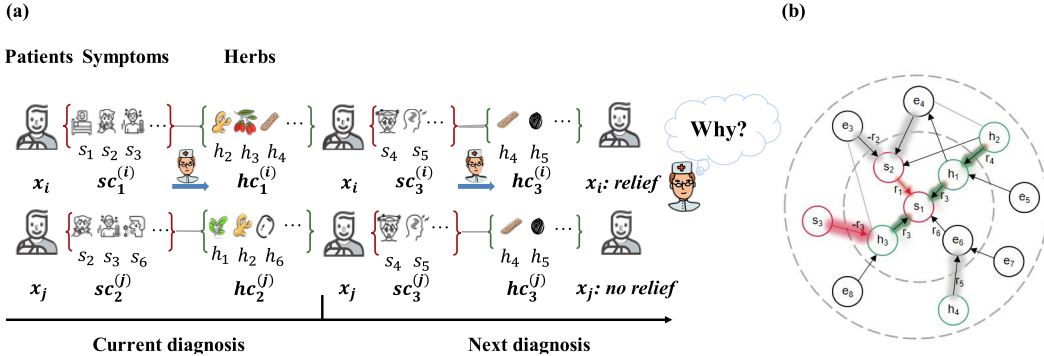 (a)
Patients Symptoms Herbs
s1 s2 s3 ... h2 h3 h4 ... s4 s5 ... h4 h5 ...
xi sc1(i) hc1(i) xi sc3(i) hc3(i) xi: relief
Why?
s2 s3 s6 ... h1 h2 h6 ... s4 s5 ... h4 h5 ...
xj sc2(j) hc2(j) xj sc3(j) hc3(j) xj: no relief
Current diagnosis Next diagnosis
(b)
e4
e3
-r2
h2
r4
s2
h1
r1
r3
e5
s1
s3
-r3
h3
r3
r6
e6
e7
e8
r5
h4